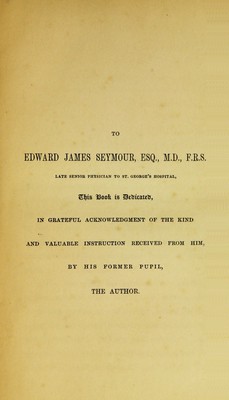 TO
EDWARD JAMES SEYMOUR, ESQ., M.D., F.R.S.
LATE SENIOR PHYSICIAN TO ST. GEORGE'S HOSPITAL,
This Book is Dedicated,
IN GRATEFUL ACKNOWLEDGMENT OF THE KIND
AND VALUABLE INSTRUCTION RECEIVED FROM HIM,
BY HIS FORMER PUPIL,
THE AUTHOR.